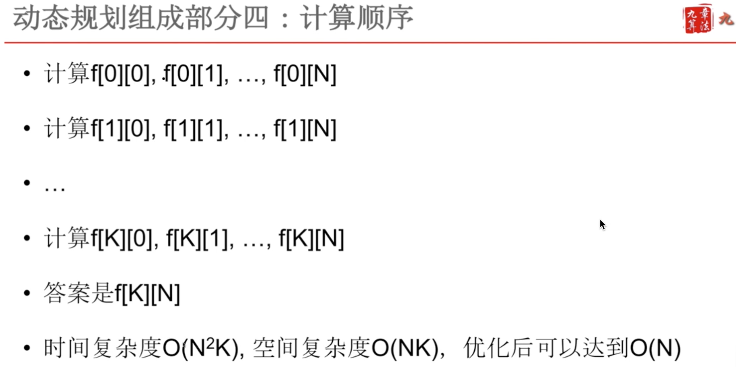 动态规划组成部分四：计算顺序
九章算法 九
• 计算f[0][0], f[0][1], …, f[0][N]
• 计算f[1][0], f[1][1], …, f[1][N]
• …
• 计算f[K][0], f[K][1], …, f[K][N]
• 答案是f[K][N]
• 时间复杂度O(N²K), 空间复杂度O(NK)，优化后可以达到O(N)